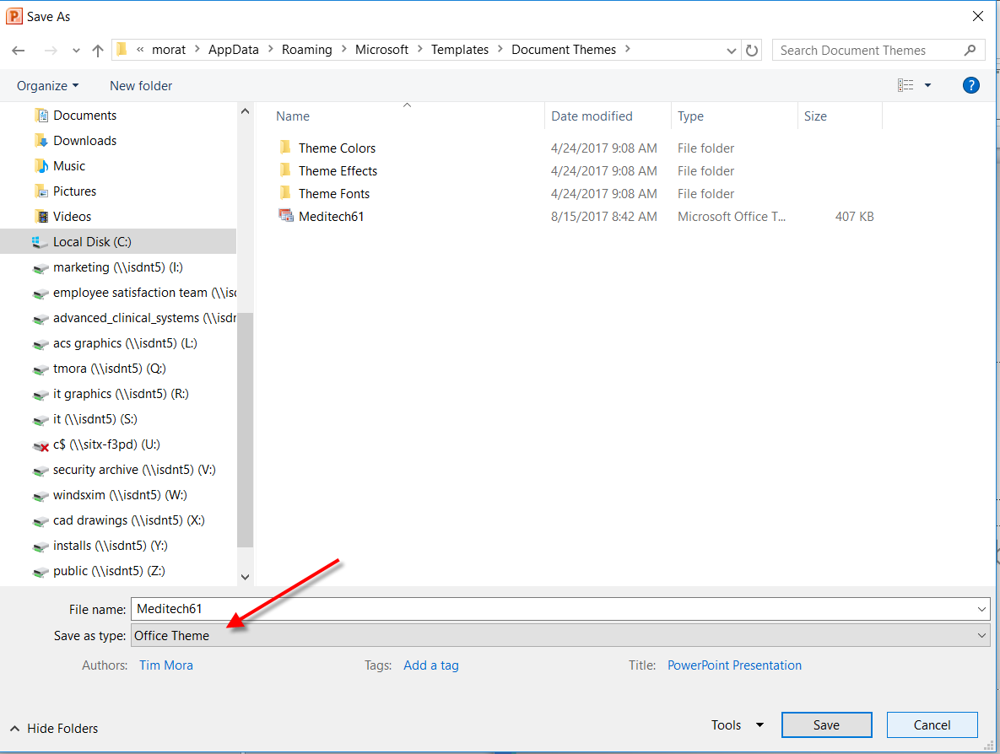 Save As
« morat > AppData > Roaming > Microsoft > Templates > Document Themes >
Search Document Themes
Organize
New folder
?
Documents
Downloads
Music
Pictures
Videos
Local Disk (C:)
marketing (\\isdnt5) (I:)
employee satisfaction team (\\isc
advanced_clinical_systems (\\isdr
acs graphics (\\isdnt5) (L:)
tmora (\\isdnt5) (Q:)
it graphics (\\isdnt5) (R:)
it (\\isdnt5) (S:)
c$ (\\sitx-f3pd) (U:)
security archive (\\isdnt5) (V:)
windsxim (\\isdnt5) (W:)
cad drawings (\\isdnt5) (X:)
installs (\\isdnt5) (Y:)
public (\\isdnt5) (Z:)
Name Date modified Type Size
Theme Colors 4/24/2017 9:08 AM File folder
Theme Effects 4/24/2017 9:08 AM File folder
Theme Fonts 4/24/2017 9:08 AM File folder
Meditech61 8/15/2017 8:42 AM Microsoft Office T... 407 KB
File name: Meditech61
Save as type: Office Theme
Authors: Tim Mora Tags: Add a tag Title: PowerPoint Presentation
Hide Folders
Tools
Save
Cancel